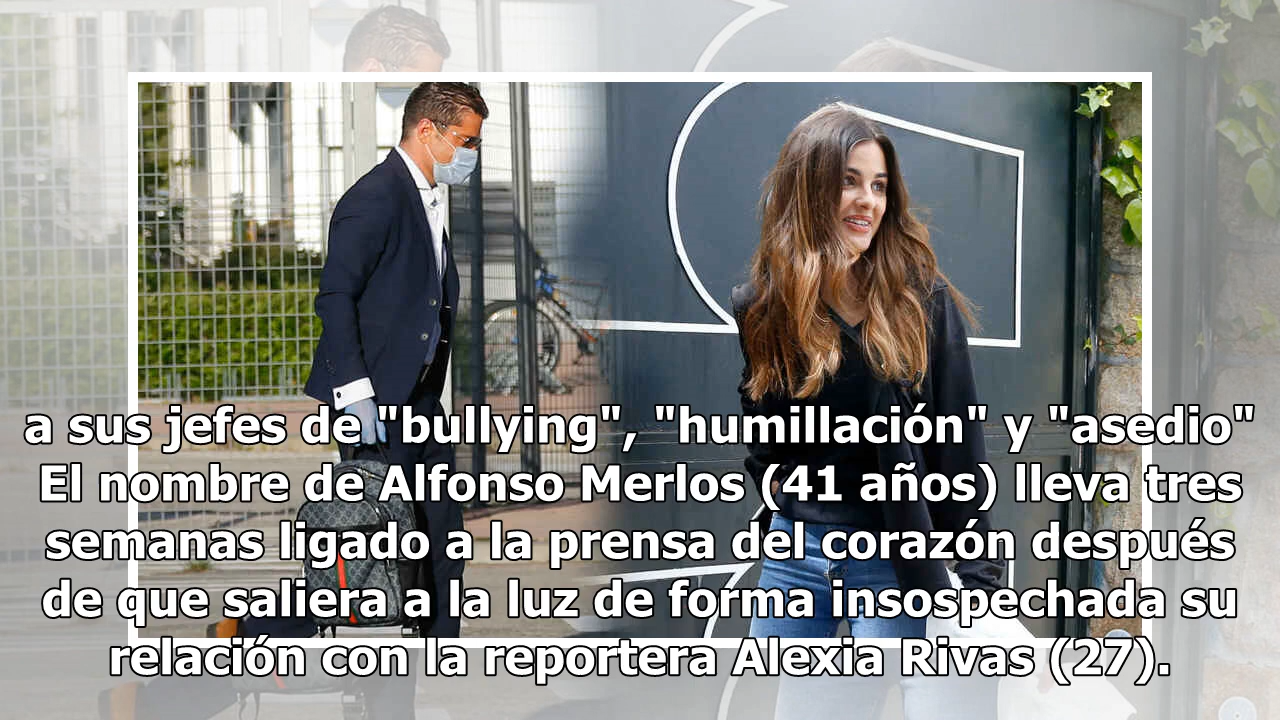 a sus jefes de "bullying", "humillación" y "asedio"
El nombre de Alfonso Merlos (41 años) lleva tres
semanas ligado a la prensa del corazón después
de que saliera a la luz de forma insospechada su
relación con la reportera Alexia Rivas (27).